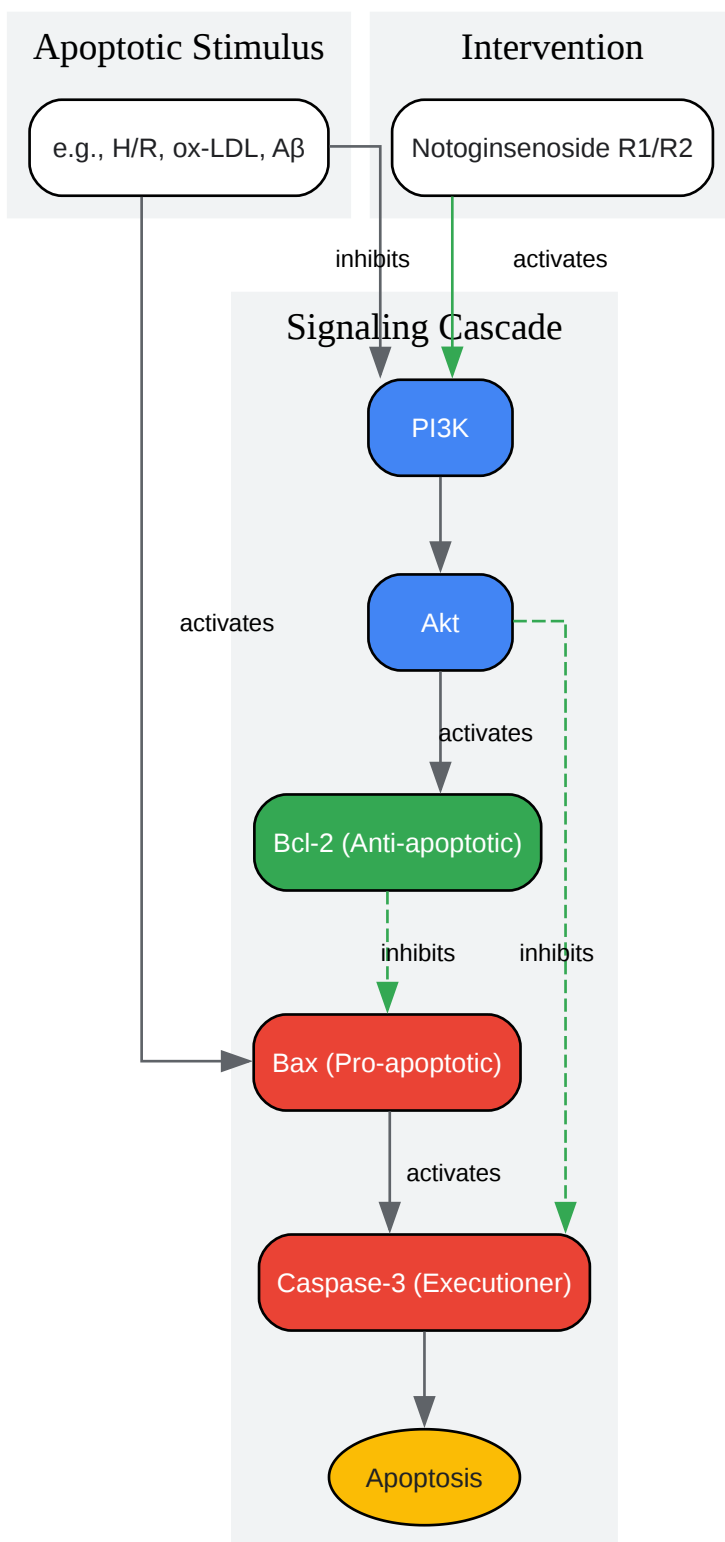 Apoptotic Stimulus
Intervention
e.g., H/R, ox-LDL, Aβ
Notoginsenoside R1/R2
inhibits
activates
Signaling Cascade
PI3K
activates
Akt
activates
Bcl-2 (Anti-apoptotic)
inhibits
inhibits
Bax (Pro-apoptotic)
activates
Caspase-3 (Executioner)
Apoptosis